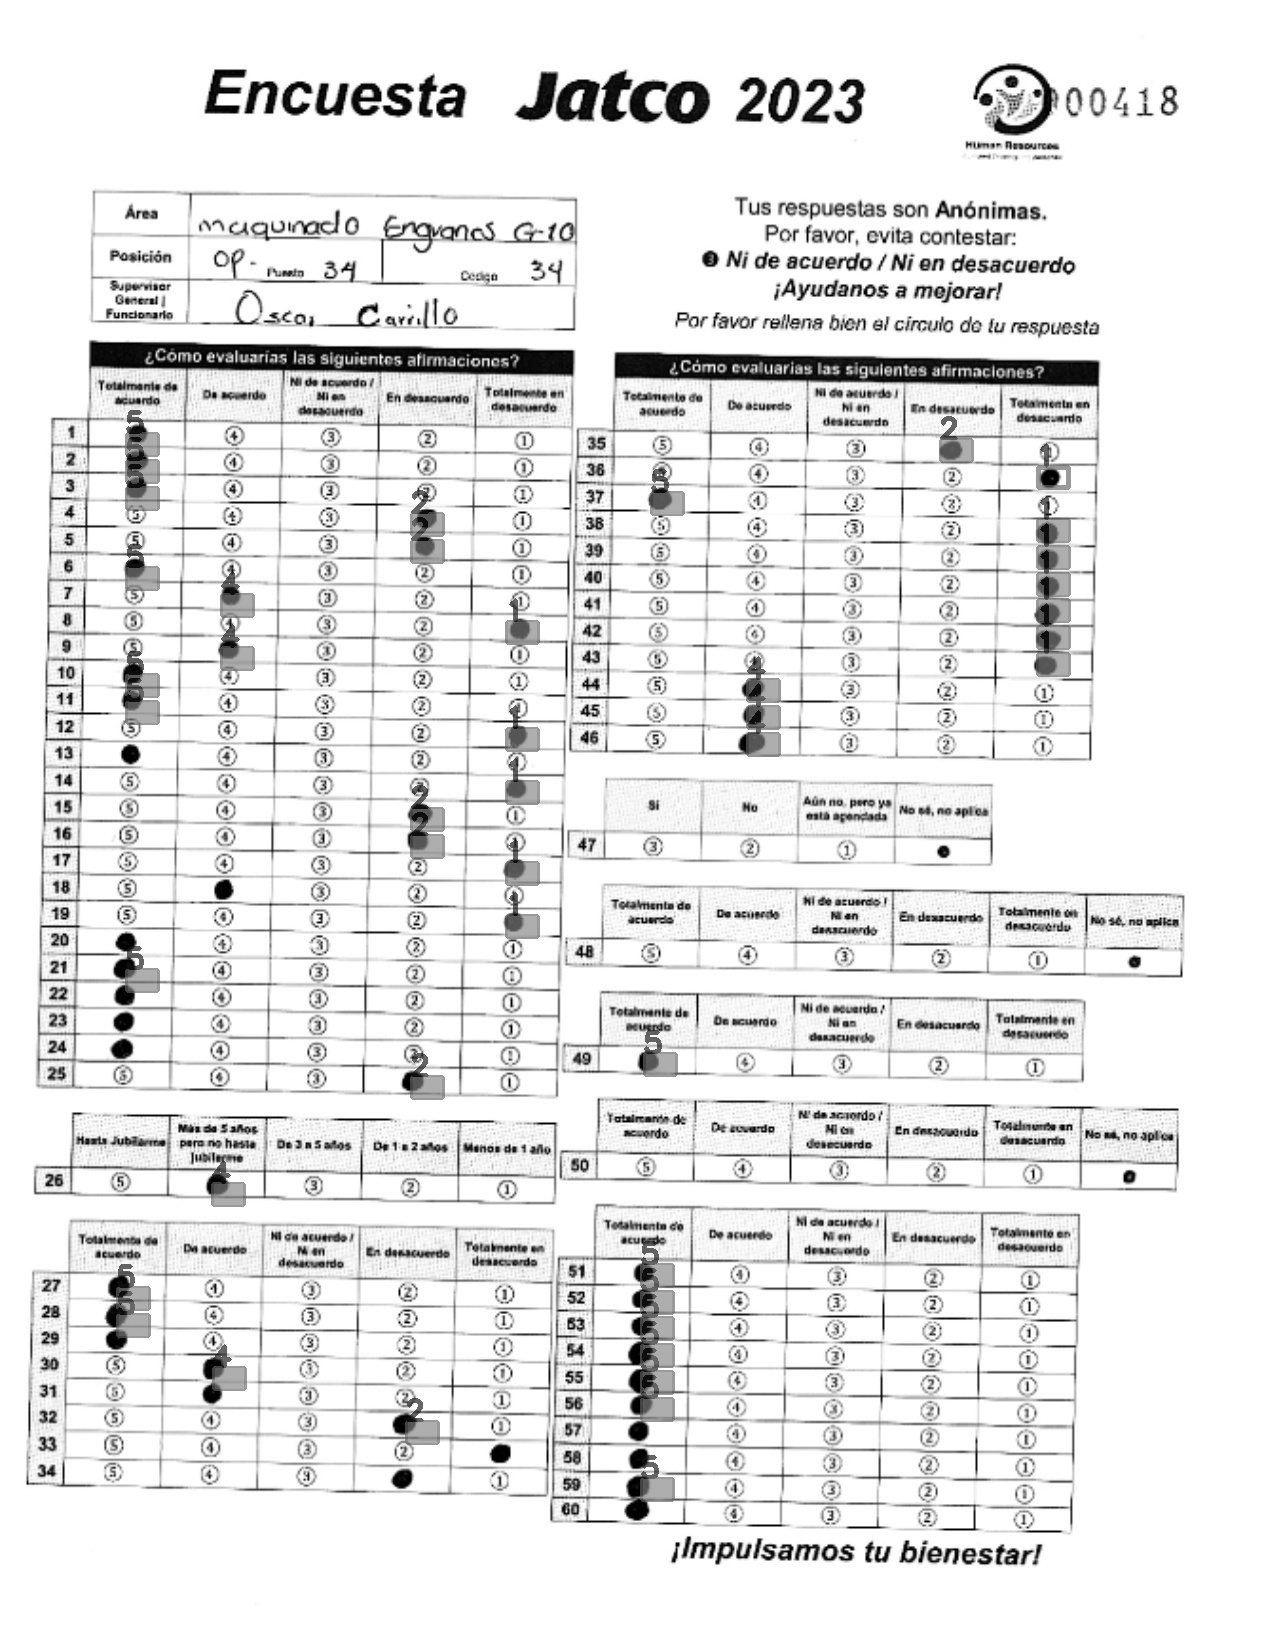 Encuesta Jatco 2023
000418
Human Resources
Área maquinado Engranes G-10
Posición OP- Puesto 34 Codigo 34
Supervisor General / Funcionario Oscar Carrillo
Tus respuestas son Anónimas.
Por favor, evita contestar:
❸ Ni de acuerdo / Ni en desacuerdo
¡Ayudanos a mejorar!
Por favor rellena bien el círculo de tu respuesta
¿Cómo evaluarías las siguientes afirmaciones?
Totalmente de acuerdo De acuerdo Ni de acuerdo / Ni en desacuerdo En desacuerdo Totalmente en desacuerdo
1 5 ④ ③ ② ①
2 5 ④ ③ ② ①
3 5 ④ ③ ② ①
4 ⑤ ④ ③ 2 ①
5 ⑤ ④ ③ 2 ①
6 5 ④ ③ ② ①
7 ⑤ 4 ③ ② ①
8 ⑤ ④ ③ ② 1
9 ⑤ 4 ③ ② ①
10 5 ④ ③ ② ①
11 5 ④ ③ ② ①
12 ⑤ ④ ③ ② 1
13 ● ④ ③ ② ①
14 ⑤ ④ ③ ② 1
15 ⑤ ④ ③ 2 ①
16 ⑤ ④ ③ 2 ①
17 ⑤ ④ ③ ② 1
18 ⑤ ● ③ ② ①
19 ⑤ ④ ③ ② 1
20 ● ④ ③ ② ①
21 5 ④ ③ ② ①
22 ● ④ ③ ② ①
23 ● ④ ③ ② ①
24 ● ④ ③ ② ①
25 ⑤ ④ ③ 2 ①
Hasta Jubilarme Más de 5 años pero no hasta jubilarme De 3 a 5 años De 1 a 2 años Menos de 1 año
26 ⑤ 4 ③ ② ①
Totalmente de acuerdo De acuerdo Ni de acuerdo / Ni en desacuerdo En desacuerdo Totalmente en desacuerdo
27 5 ④ ③ ② ①
28 5 ④ ③ ② ①
29 ● ④ ③ ② ①
30 ⑤ 4 ③ ② ①
31 ⑤ ● ③ ② ①
32 ⑤ ④ ③ 2 ①
33 ⑤ ④ ③ ② ●
34 ⑤ ④ ③ ● ①
¿Cómo evaluarías las siguientes afirmaciones?
Totalmente de acuerdo De acuerdo Ni de acuerdo / Ni en desacuerdo En desacuerdo Totalmente en desacuerdo
35 ⑤ ④ ③ 2 ①
36 ⑤ ④ ③ ② 1
37 5 ④ ③ ② ①
38 ⑤ ④ ③ ② 1
39 ⑤ ④ ③ ② 1
40 ⑤ ④ ③ ② 1
41 ⑤ ④ ③ ② 1
42 ⑤ ④ ③ ② 1
43 ⑤ ④ ③ ② 1
44 ⑤ 4 ③ ② ①
45 ⑤ 4 ③ ② ①
46 ⑤ 4 ③ ② ①
Sí No Aún no, pero ya está agendada No sé, no aplica
47 ③ ② ① ●
Totalmente de acuerdo De acuerdo Ni de acuerdo / Ni en desacuerdo En desacuerdo Totalmente en desacuerdo No sé, no aplica
48 ⑤ ④ ③ ② ① ●
Totalmente de acuerdo De acuerdo Ni de acuerdo / Ni en desacuerdo En desacuerdo Totalmente en desacuerdo
49 5 ④ ③ ② ①
Totalmente de acuerdo De acuerdo Ni de acuerdo / Ni en desacuerdo En desacuerdo Totalmente en desacuerdo No sé, no aplica
50 ⑤ ④ ③ ② ① ●
Totalmente de acuerdo De acuerdo Ni de acuerdo / Ni en desacuerdo En desacuerdo Totalmente en desacuerdo
51 5 ④ ③ ② ①
52 5 ④ ③ ② ①
53 5 ④ ③ ② ①
54 5 ④ ③ ② ①
55 5 ④ ③ ② ①
56 5 ④ ③ ② ①
57 ● ④ ③ ② ①
58 ● ④ ③ ② ①
59 5 ④ ③ ② ①
60 ● ④ ③ ② ①
¡Impulsamos tu bienestar!